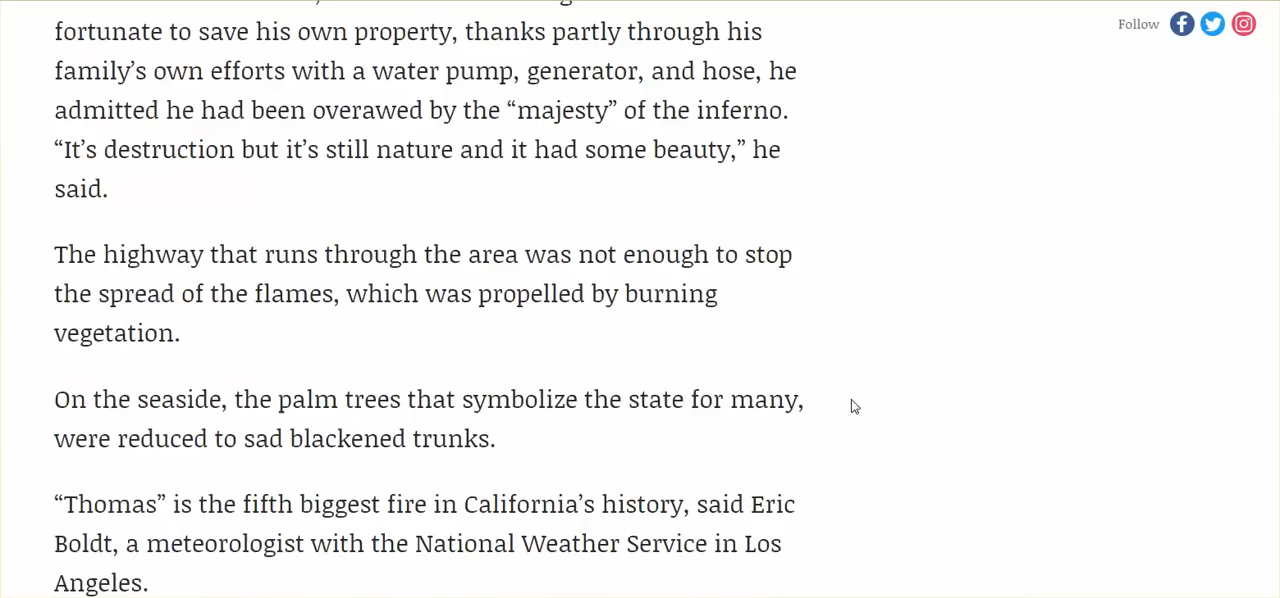 fortunate to save his own property, thanks partly through his
family’s own efforts with a water pump, generator, and hose, he
admitted he had been overawed by the “majesty” of the inferno.
“It’s destruction but it’s still nature and it had some beauty,” he
said.
The highway that runs through the area was not enough to stop
the spread of the flames, which was propelled by burning
vegetation.
On the seaside, the palm trees that symbolize the state for many,
were reduced to sad blackened trunks.
“Thomas” is the fifth biggest fire in California’s history, said Eric
Boldt, a meteorologist with the National Weather Service in Los
Angeles.
Follow